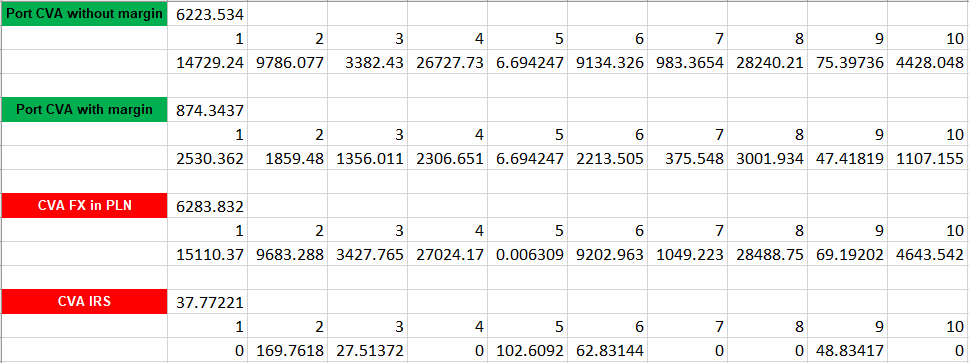 Port CVA without margin 6223.534
1 2 3 4 5 6 7 8 9 10
14729.24 9786.077 3382.43 26727.73 6.694247 9134.326 983.3654 28240.21 75.39736 4428.048
Port CVA with margin 874.3437
1 2 3 4 5 6 7 8 9 10
2530.362 1859.48 1356.011 2306.651 6.694247 2213.505 375.548 3001.934 47.41819 1107.155
CVA FX in PLN 6283.832
1 2 3 4 5 6 7 8 9 10
15110.37 9683.288 3427.765 27024.17 0.006309 9202.963 1049.223 28488.75 69.19202 4643.542
CVA IRS 37.77221
1 2 3 4 5 6 7 8 9 10
0 169.7618 27.51372 0 102.6092 62.83144 0 0 48.83417 0